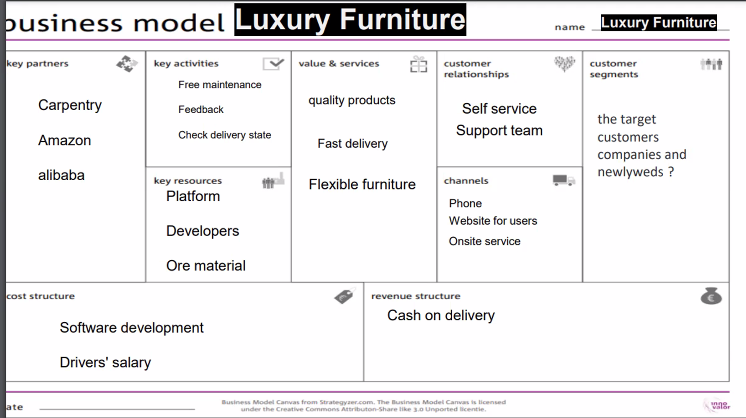 business model Luxury Furniture
name Luxury Furniture
key partners
Carpentry
Amazon
alibaba
key activities
Free maintenance
Feedback
Check delivery state
key resources
Platform
Developers
Ore material
value & services
quality products
Fast delivery
Flexible furniture
customer
relationships
Self service
Support team
channels
Phone
Website for users
Onsite service
customer
segments
the target
customers
companies and
newlyweds ?
cost structure
Software development
Drivers' salary
revenue structure
Cash on delivery
€
ate
Business Model Canvas from Strategyzer.com. The Business Model Canvas is licensed
under the Creative Commons Attributon-Share like 3.0 Unported licentie.
inno
valor